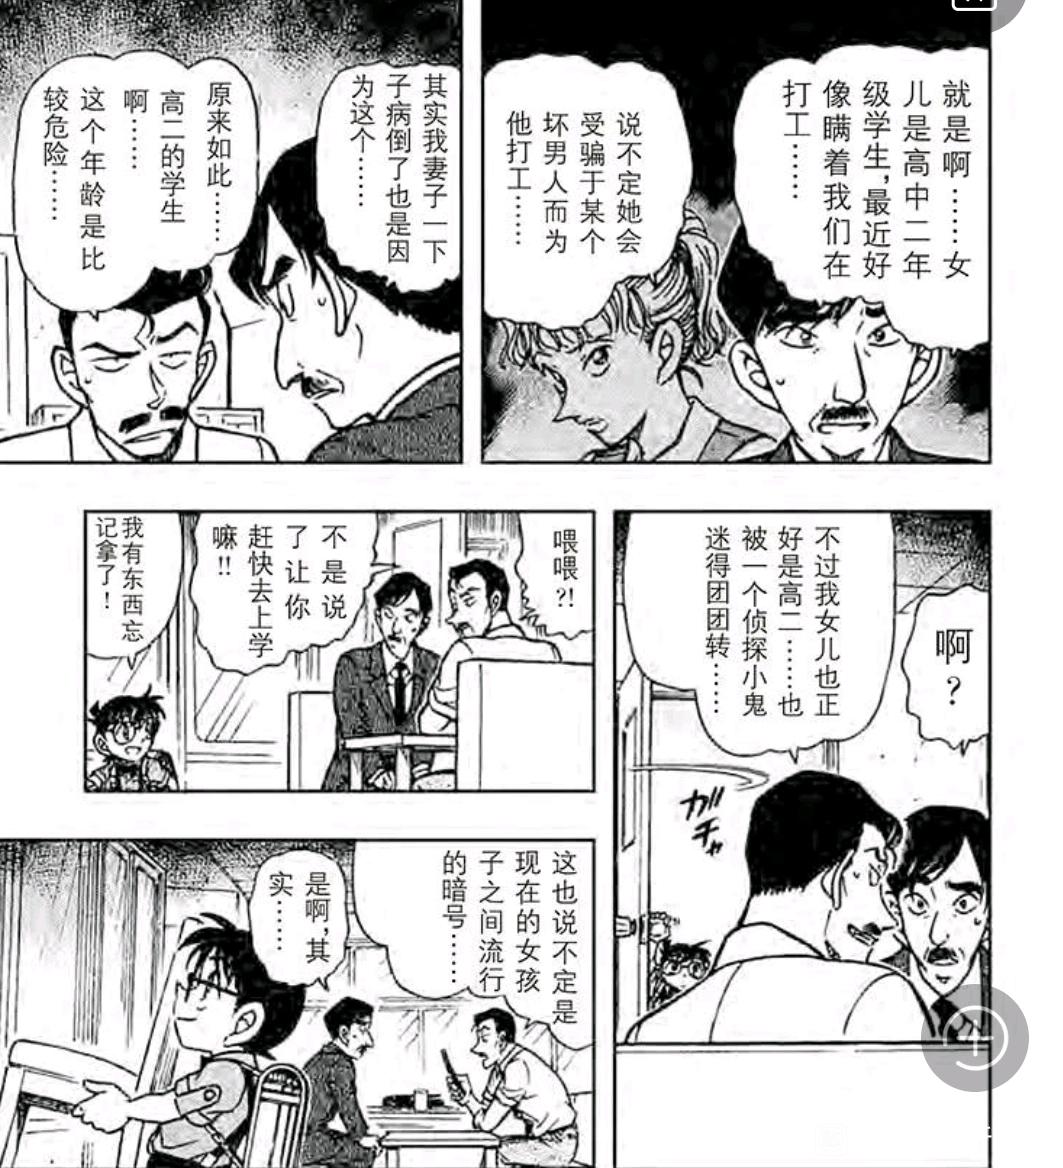 就是啊……女
儿是高中二年
级学生,最近好
像瞒着我们在
打工……
说不定她会
受骗于某个
坏男人而为
他打工……
其实我妻子一下
子病倒了也是因
为这个……
原来如此……
高二的学生
啊……
这个年龄是比
较危险……
啊?
不过我女儿也正
好是高二……也
被一个侦探小鬼
迷得团团转……
ガチャ
喂喂?!
不是说
了让你
赶快去上学
嘛!!
我有东西忘
记拿了!
这也说不定是
现在的女孩
子之间流行
的暗号……
是啊,其
实……